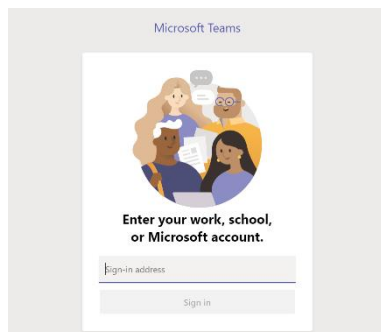 Microsoft Teams
Enter your work, school,
or Microsoft account.
Sign-in address
Sign in